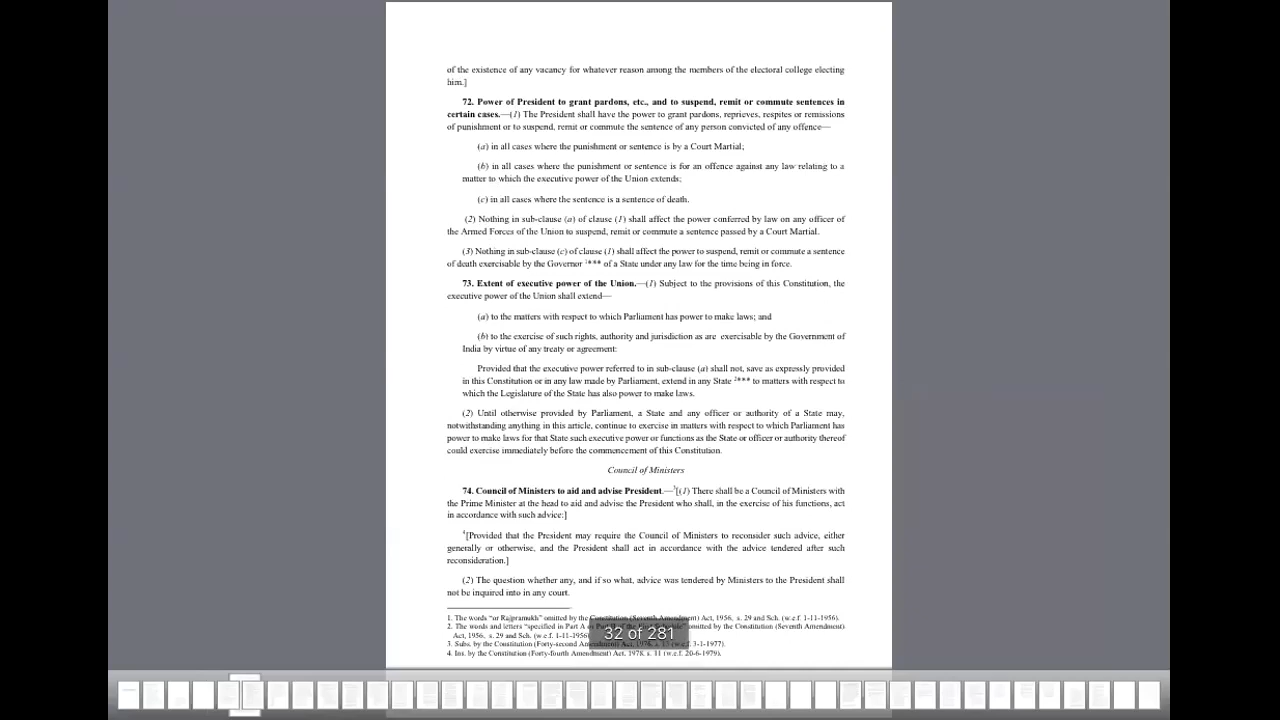 of the existence of any vacancy for whatever reason among the members of the electoral college electing
him.]
72. Power of President to grant pardons, etc., and to suspend, remit or commute sentences in
certain cases.—(1) The President shall have the power to grant pardons, reprieves, respites or remissions
of punishment or to suspend, remit or commute the sentence of any person convicted of any offence—
(a) in all cases where the punishment or sentence is by a Court Martial;
(b) in all cases where the punishment or sentence is for an offence against any law relating to a
matter to which the executive power of the Union extends;
(c) in all cases where the sentence is a sentence of death.
(2) Nothing in sub-clause (a) of clause (1) shall affect the power conferred by law on any officer of
the Armed Forces of the Union to suspend, remit or commute a sentence passed by a Court Martial.
(3) Nothing in sub-clause (c) of clause (1) shall affect the power to suspend, remit or commute a sentence
of death exercisable by the Governor 1*** of a State under any law for the time being in force.
73. Extent of executive power of the Union.—(1) Subject to the provisions of this Constitution, the
executive power of the Union shall extend—
(a) to the matters with respect to which Parliament has power to make laws; and
(b) to the exercise of such rights, authority and jurisdiction as are exercisable by the Government of
India by virtue of any treaty or agreement:
Provided that the executive power referred to in sub-clause (a) shall not, save as expressly provided
in this Constitution or in any law made by Parliament, extend in any State 2*** to matters with respect to
which the Legislature of the State has also power to make laws.
(2) Until otherwise provided by Parliament, a State and any officer or authority of a State may,
notwithstanding anything in this article, continue to exercise in matters with respect to which Parliament has
power to make laws for that State such executive power or functions as the State or officer or authority thereof
could exercise immediately before the commencement of this Constitution.
Council of Ministers
74. Council of Ministers to aid and advise President.—3[(1) There shall be a Council of Ministers with
the Prime Minister at the head to aid and advise the President who shall, in the exercise of his functions, act
in accordance with such advice:]
4[Provided that the President may require the Council of Ministers to reconsider such advice, either
generally or otherwise, and the President shall act in accordance with the advice tendered after such
reconsideration.]
(2) The question whether any, and if so what, advice was tendered by Ministers to the President shall
not be inquired into in any court.
1. The words “or Rajpramukh” omitted by the Constitution (Seventh Amendment) Act, 1956, s. 29 and Sch. (w.e.f. 1-11-1956).
2. The words and letters “specified in Part A or Part B of the First Schedule” omitted by the Constitution (Seventh Amendment)
Act, 1956, s. 29 and Sch. (w.e.f. 1-11-1956)
3. Subs. by the Constitution (Forty-second Amendment) Act, 1976, s. 13 (w.e.f. 3-1-1977).
4. Ins. by the Constitution (Forty-fourth Amendment) Act, 1978, s. 11 (w.e.f. 20-6-1979).
32 of 281